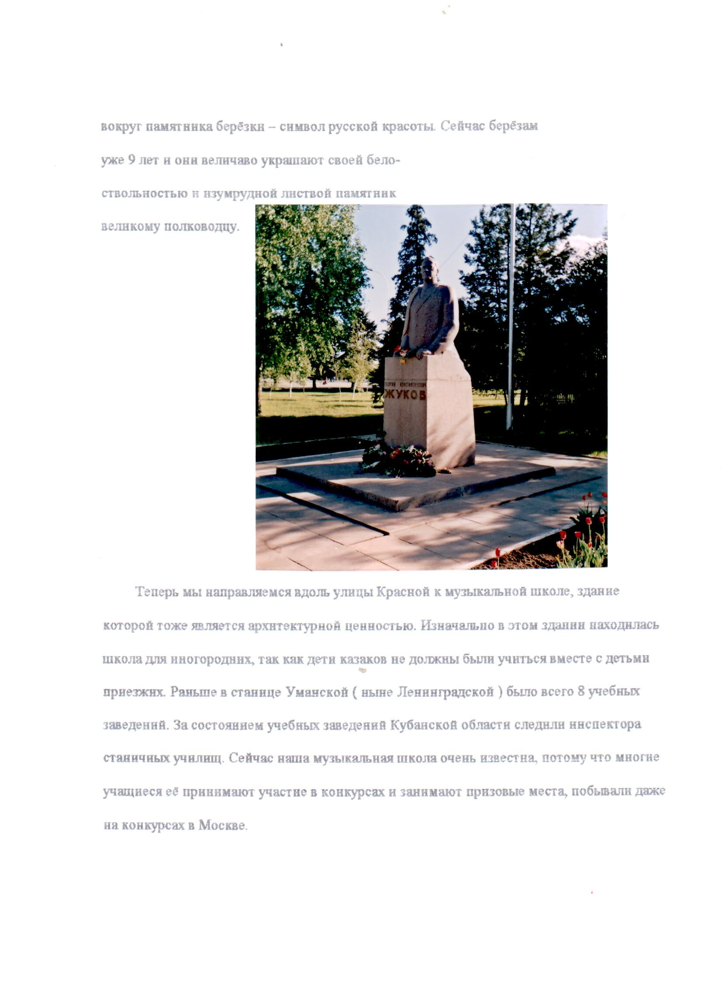 вокруг памятника берёзки – символ русской красоты. Сейчас берёзам
уже 9 лет и они величаво украшают своей бело-
ствольностью и изумрудной листвой памятник
великому полководцу.
ГЕОРГИЙ КОНСТАНТИНОВИЧ
ЖУКОВ
Теперь мы направляемся вдоль улицы Красной к музыкальной школе, здание
которой тоже является архитектурной ценностью. Изначально в этом здании находилась
школа для иногородних, так как дети казаков не должны были учиться вместе с детьми
приезжих. Раньше в станице Уманской ( ныне Ленинградской ) было всего 8 учебных
заведений. За состоянием учебных заведений Кубанской области следили инспектора
станичных училищ. Сейчас наша музыкальная школа очень известна, потому что многие
учащиеся её принимают участие в конкурсах и занимают призовые места, побывали даже
на конкурсах в Москве.